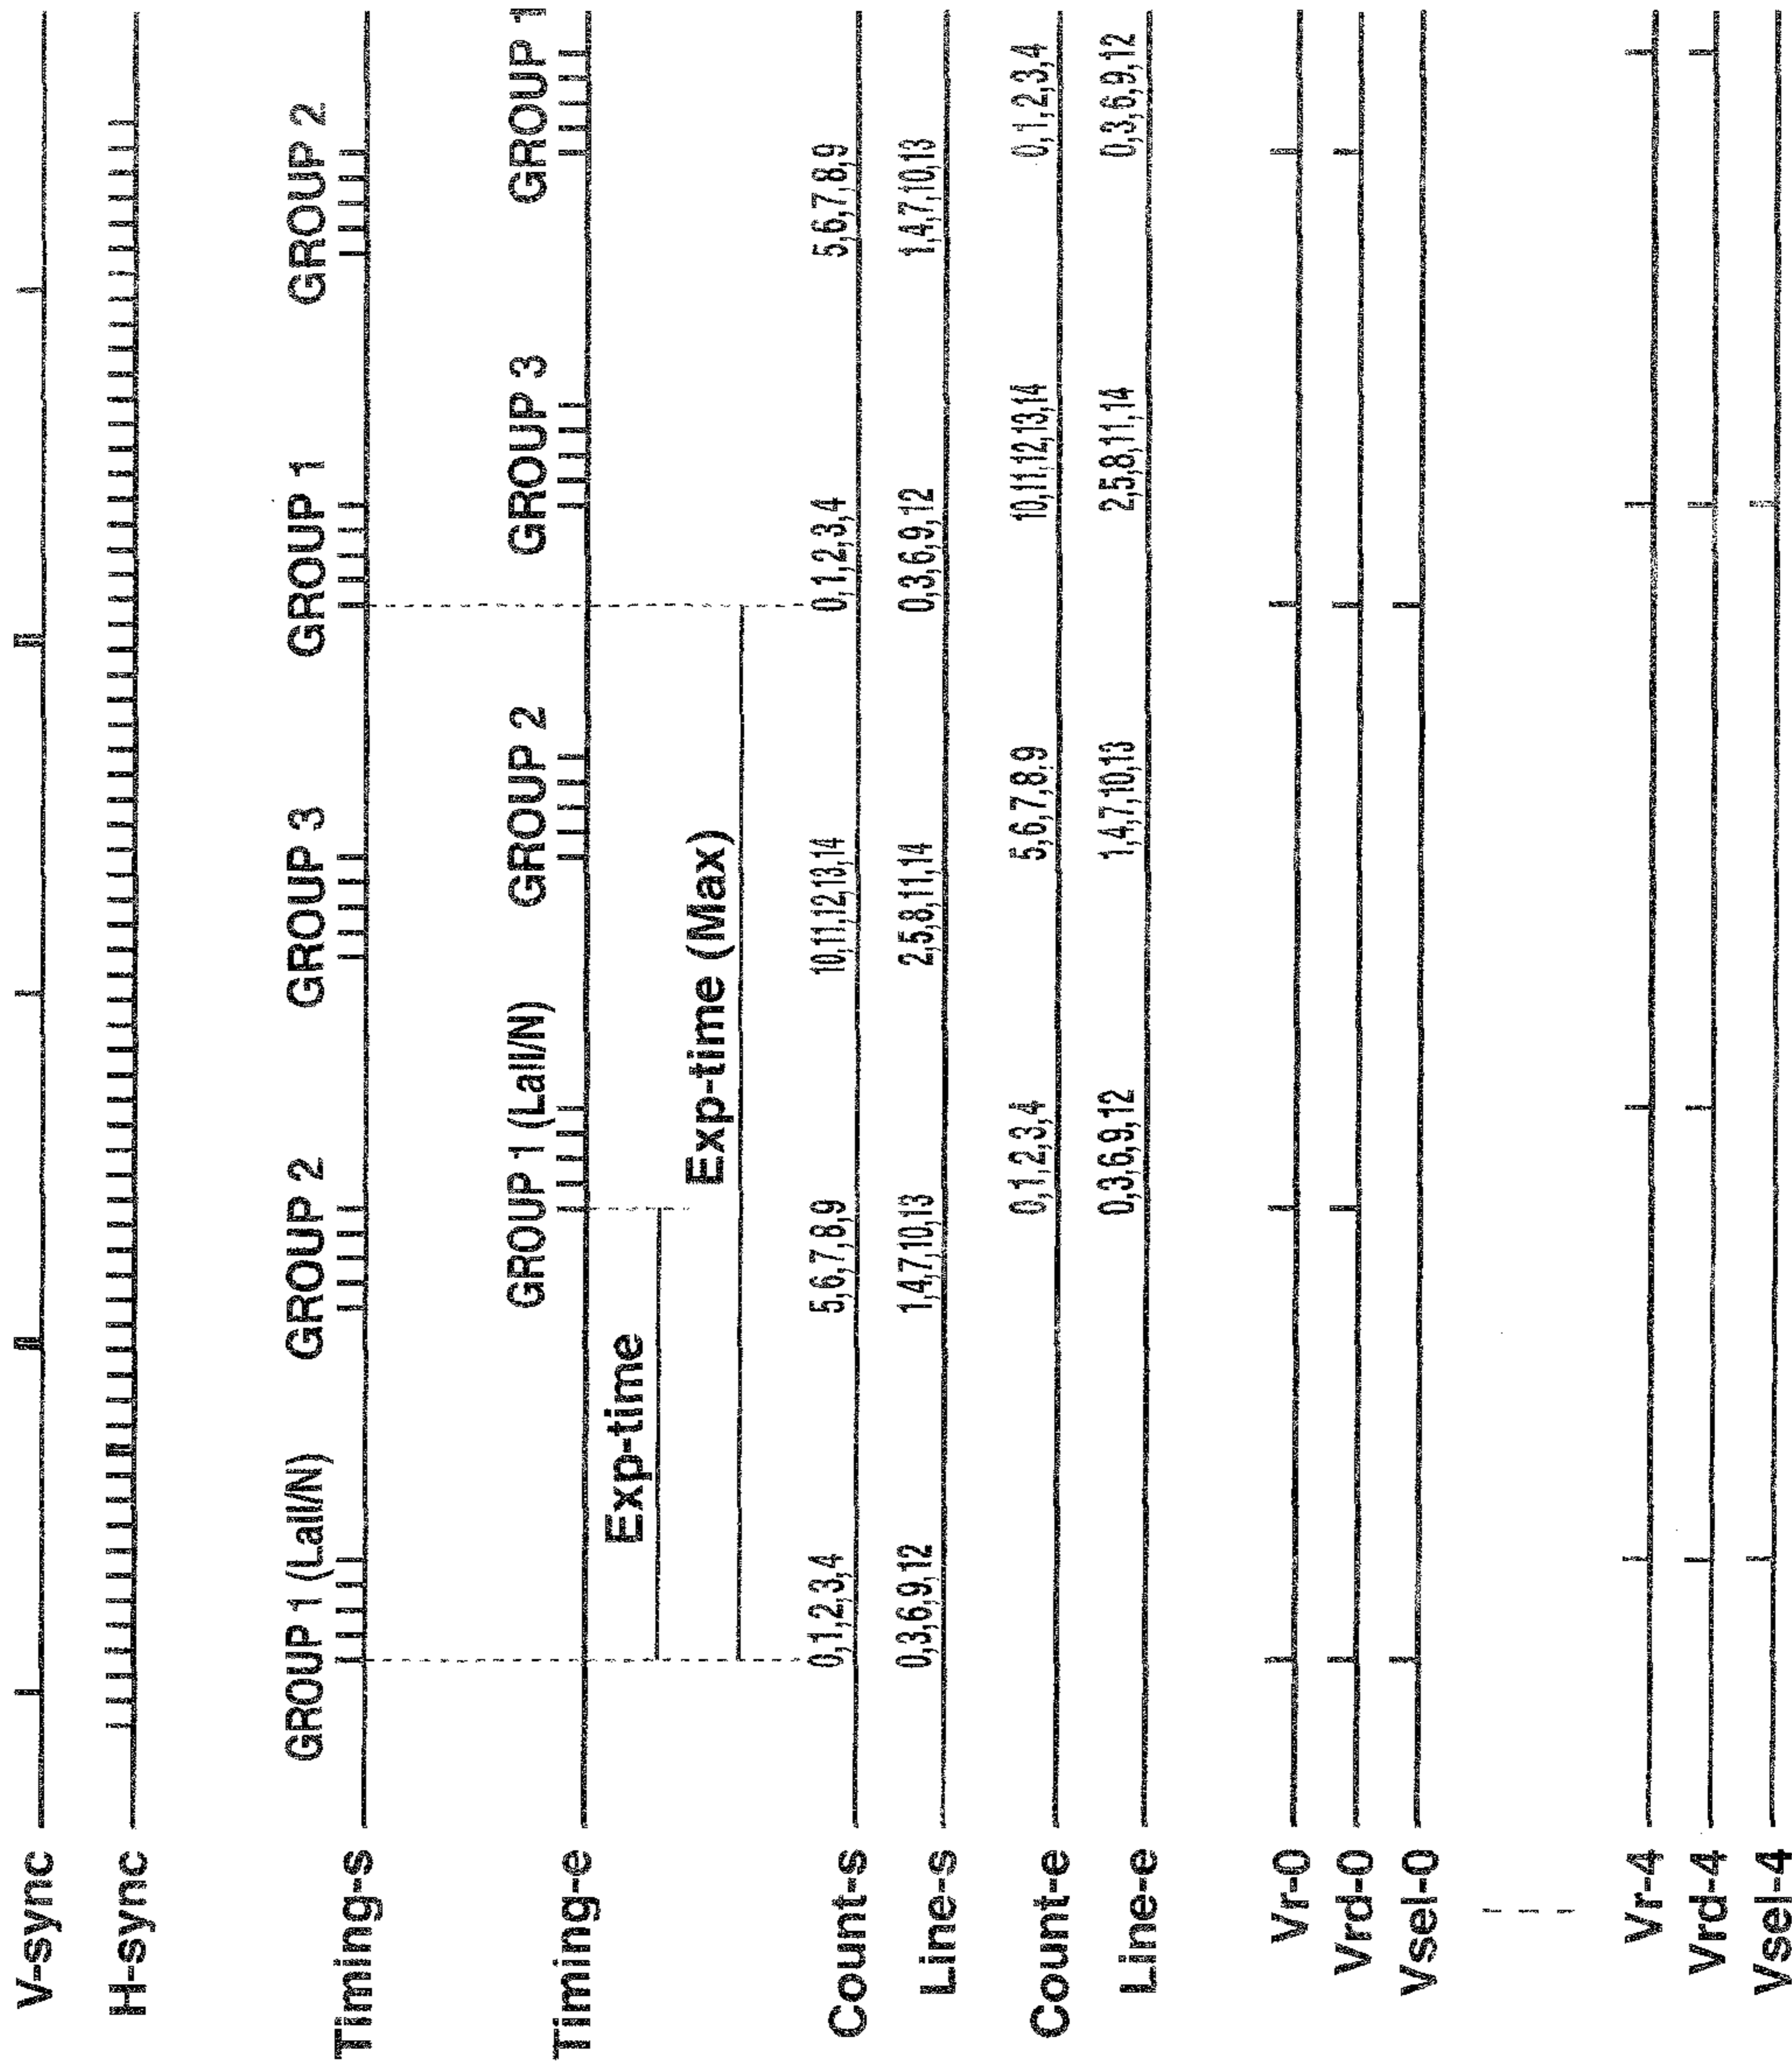 V-sync
H-sync
Timing-s
GROUP 1 (Lall/N)
GROUP 2
GROUP 3
GROUP 1
GROUP 2
Timing-e
GROUP 1 (Lall/N)
GROUP 2
GROUP 3
GROUP 1
Exp-time
Exp-time (Max)
Count-s
0,1,2,3,4
5,6,7,8,9
10,11,12,13,14
0,1,2,3,4
5,6,7,8,9
Line-s
0,3,6,9,12
1,4,7,10,13
2,5,8,11,14
0,3,6,9,12
1,4,7,10,13
Count-e
0,1,2,3,4
5,6,7,8,9
10,11,12,13,14
0,1,2,3,4
Line-e
0,3,6,9,12
1,4,7,10,13
2,5,8,11,14
0,3,6,9,12
Vr-0
Vrd-0
Vsel-0
Vr-4
Vrd-4
Vsel-4